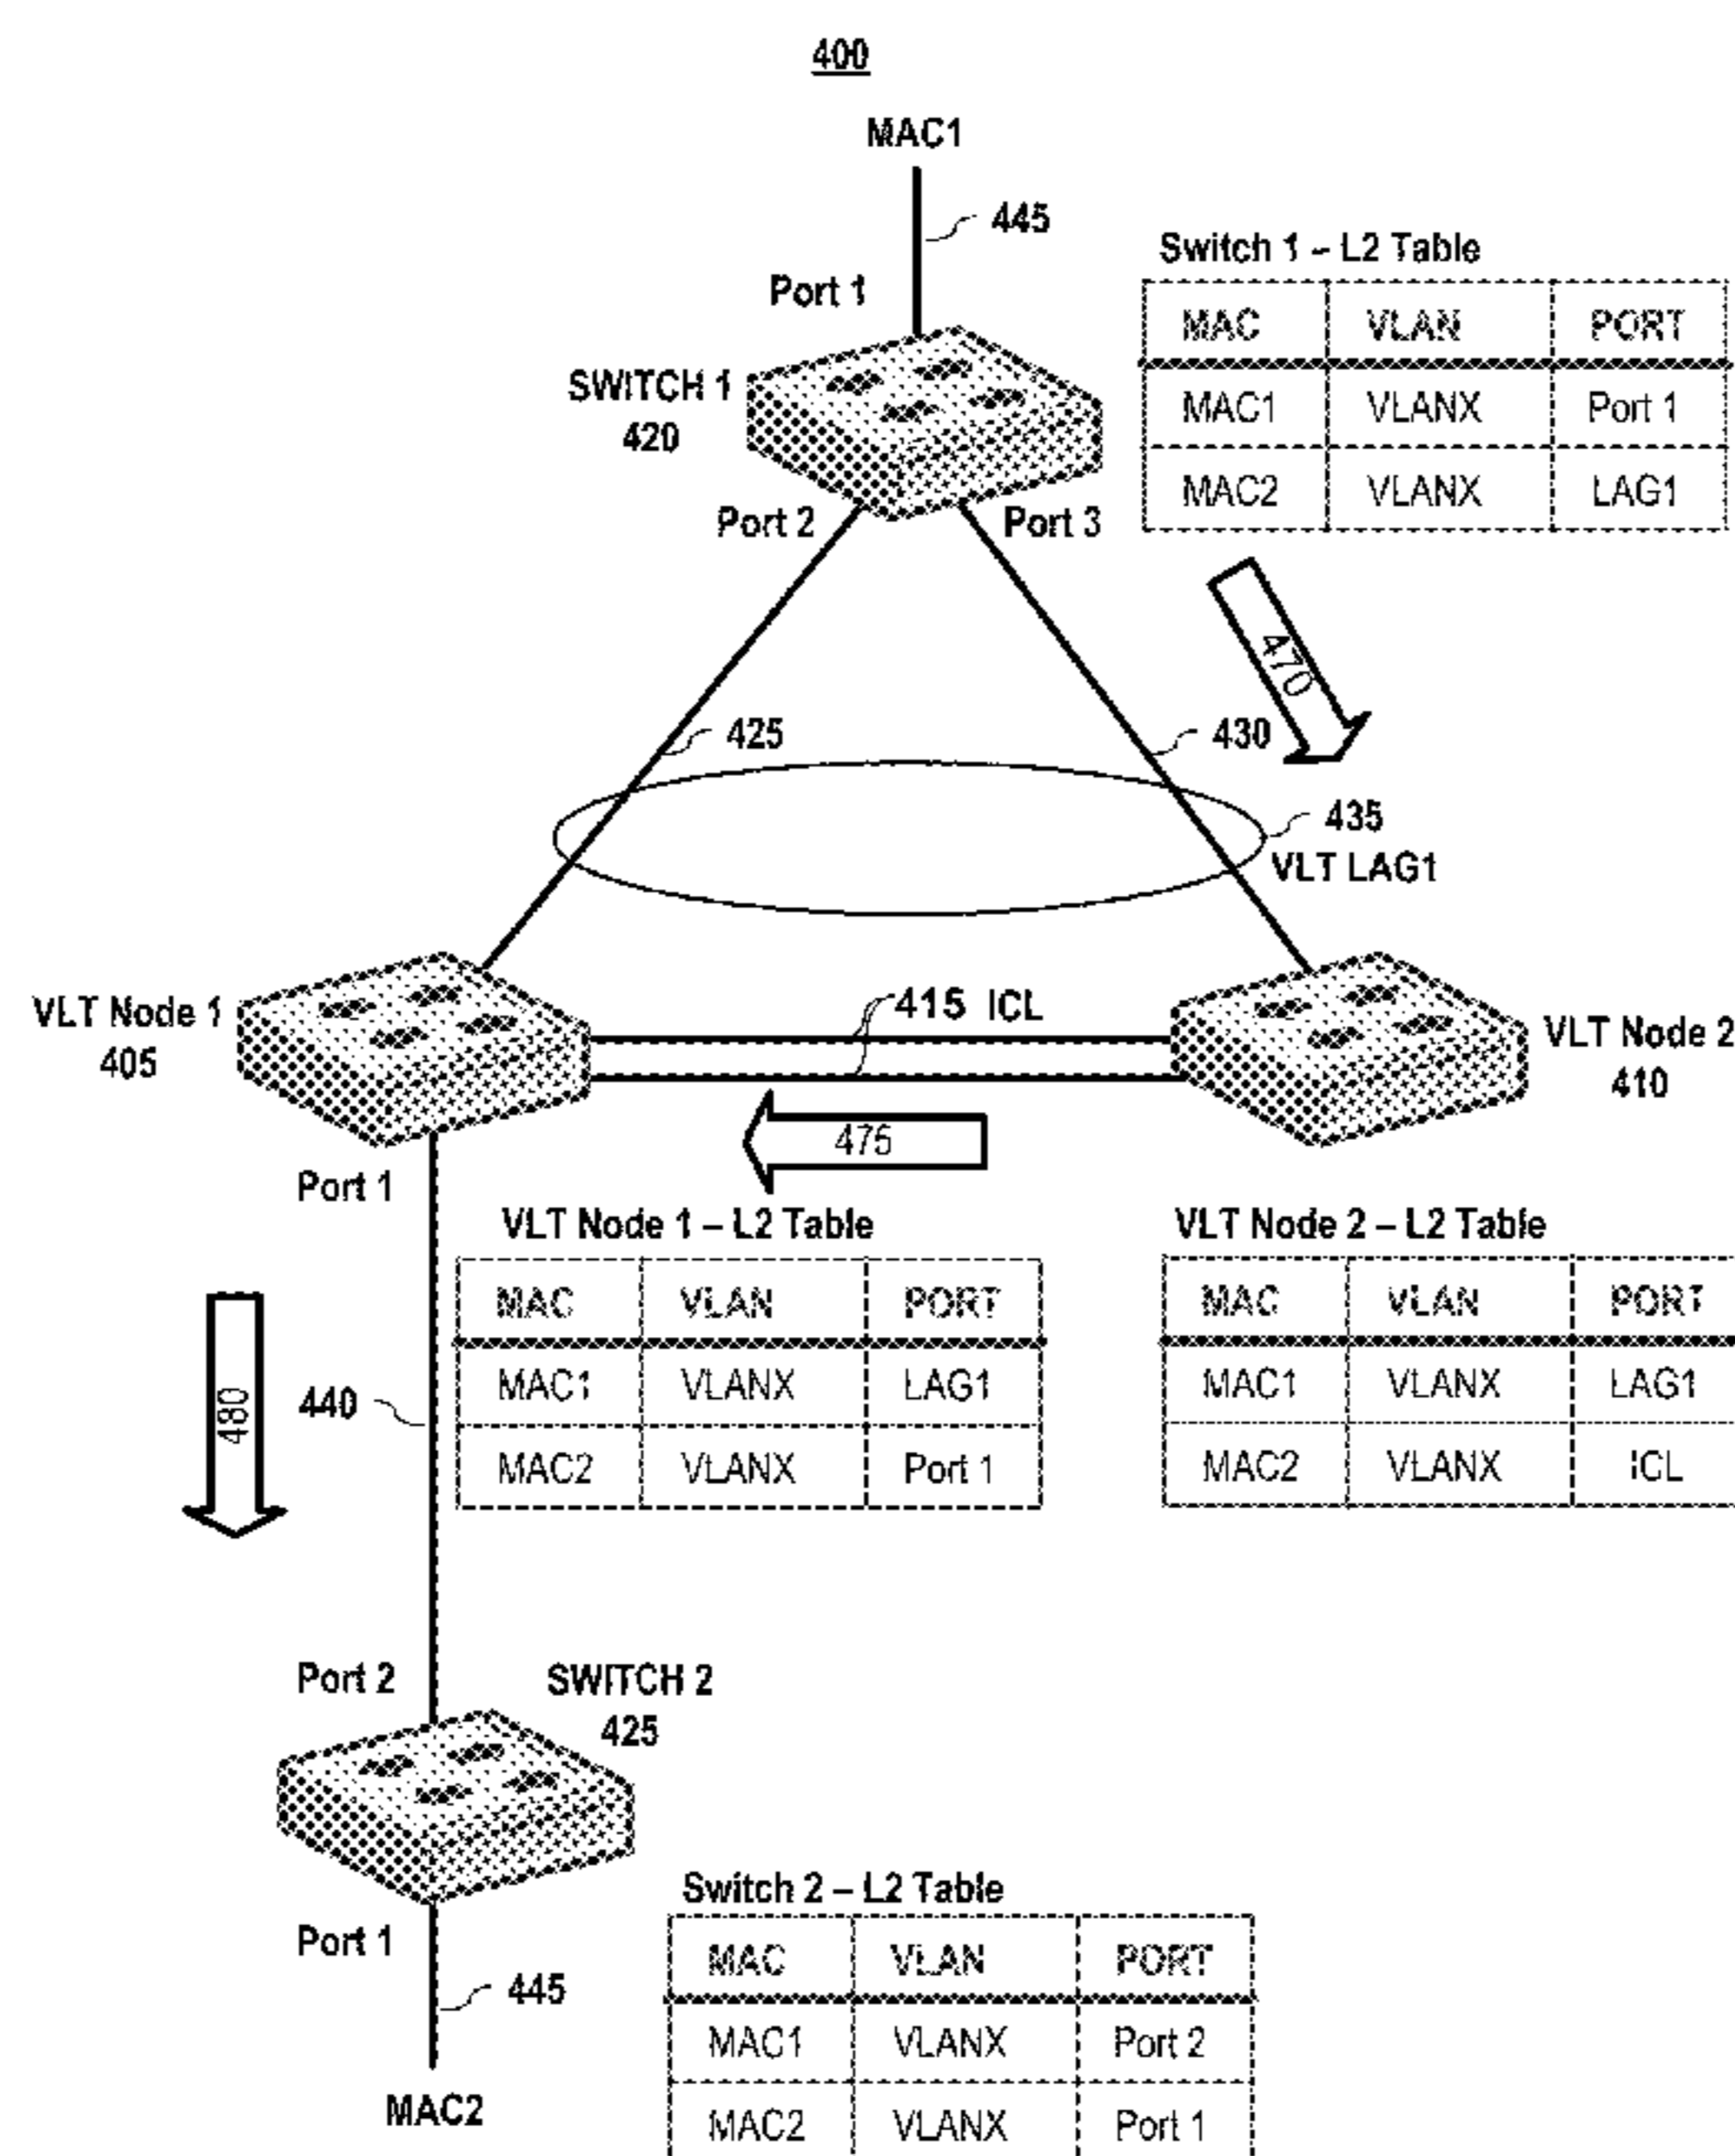 400
MAC1
445
Port 1
SWITCH 1
420
Port 2
Port 3
Switch 1 – L2 Table
MAC VLAN PORT
MAC1 VLANX Port 1
MAC2 VLANX LAG1
470
425
430
435
VLT LAG1
VLT Node 1
405
415 ICL
VLT Node 2
410
475
Port 1
VLT Node 1 – L2 Table
MAC VLAN PORT
MAC1 VLANX LAG1
MAC2 VLANX Port 1
VLT Node 2 – L2 Table
MAC VLAN PORT
MAC1 VLANX LAG1
MAC2 VLANX ICL
480
440
Port 2
SWITCH 2
425
Port 1
445
MAC2
Switch 2 – L2 Table
MAC VLAN PORT
MAC1 VLANX Port 2
MAC2 VLANX Port 1